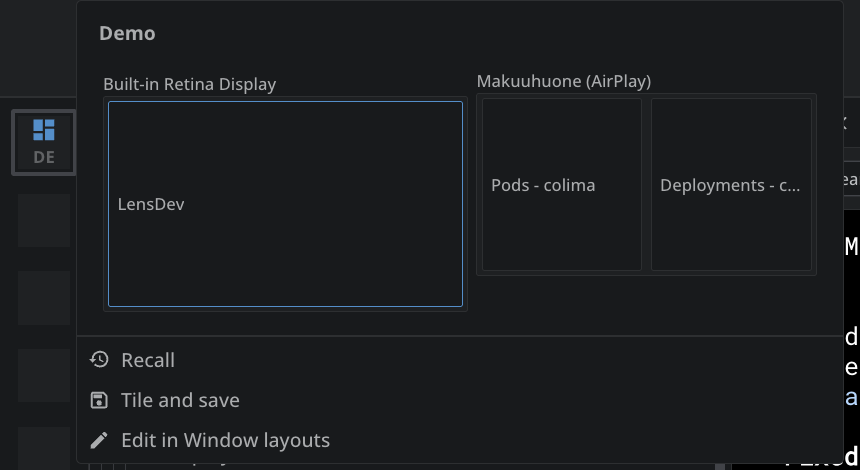 Demo
Built-in Retina Display
Makuuhuone (AirPlay)
DE
LensDev
Pods - colima
Deployments - c...
Recall
Tile and save
Edit in Window layouts